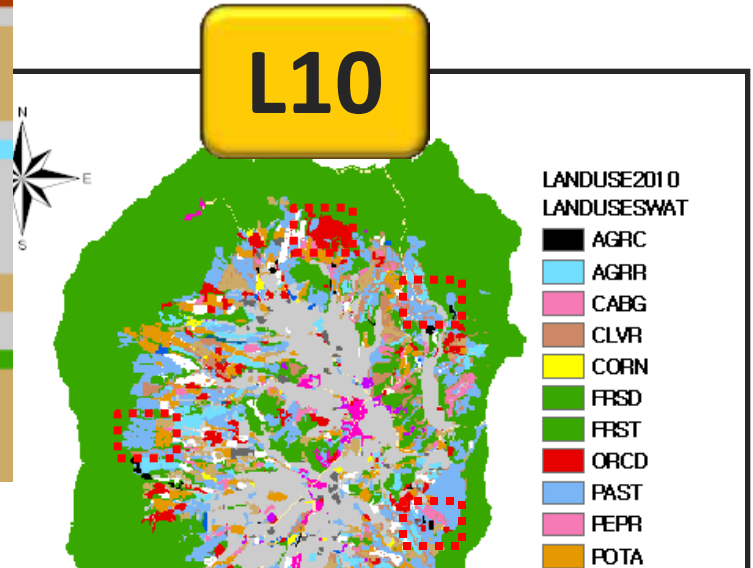 L10
N
E
S
LANDUSE2010
LANDUSESWAT
AGRC
AGRR
CABG
CLVR
CORN
FRSD
FRST
ORCD
PAST
PEPR
POTA